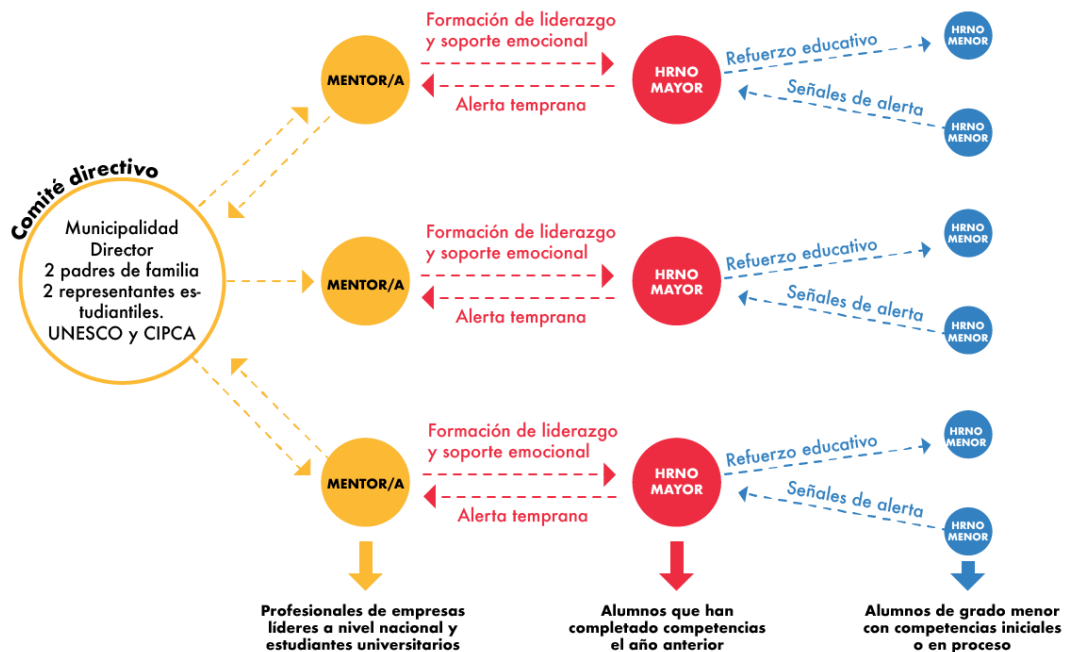 Comité directivo
Municipalidad
Director
2 padres de familia
2 representantes es-
tudiantiles.
UNESCO y CIPCA
MENTOR/A
Formación de liderazgo
y soporte emocional
Alerta temprana
HRNO
MAYOR
Refuerzo educativo
Señales de alerta
HRNO
MENOR
HRNO
MENOR
MENTOR/A
Formación de liderazgo
y soporte emocional
Alerta temprana
HRNO
MAYOR
Refuerzo educativo
Señales de alerta
HRNO
MENOR
HRNO
MENOR
MENTOR/A
Formación de liderazgo
y soporte emocional
Alerta temprana
HRNO
MAYOR
Refuerzo educativo
Señales de alerta
HRNO
MENOR
HRNO
MENOR
Profesionales de empresas
líderes a nivel nacional y
estudiantes universitarios
Alumnos que han
completado competencias
el año anterior
Alumnos de grado menor
con competencias iniciales
o en proceso